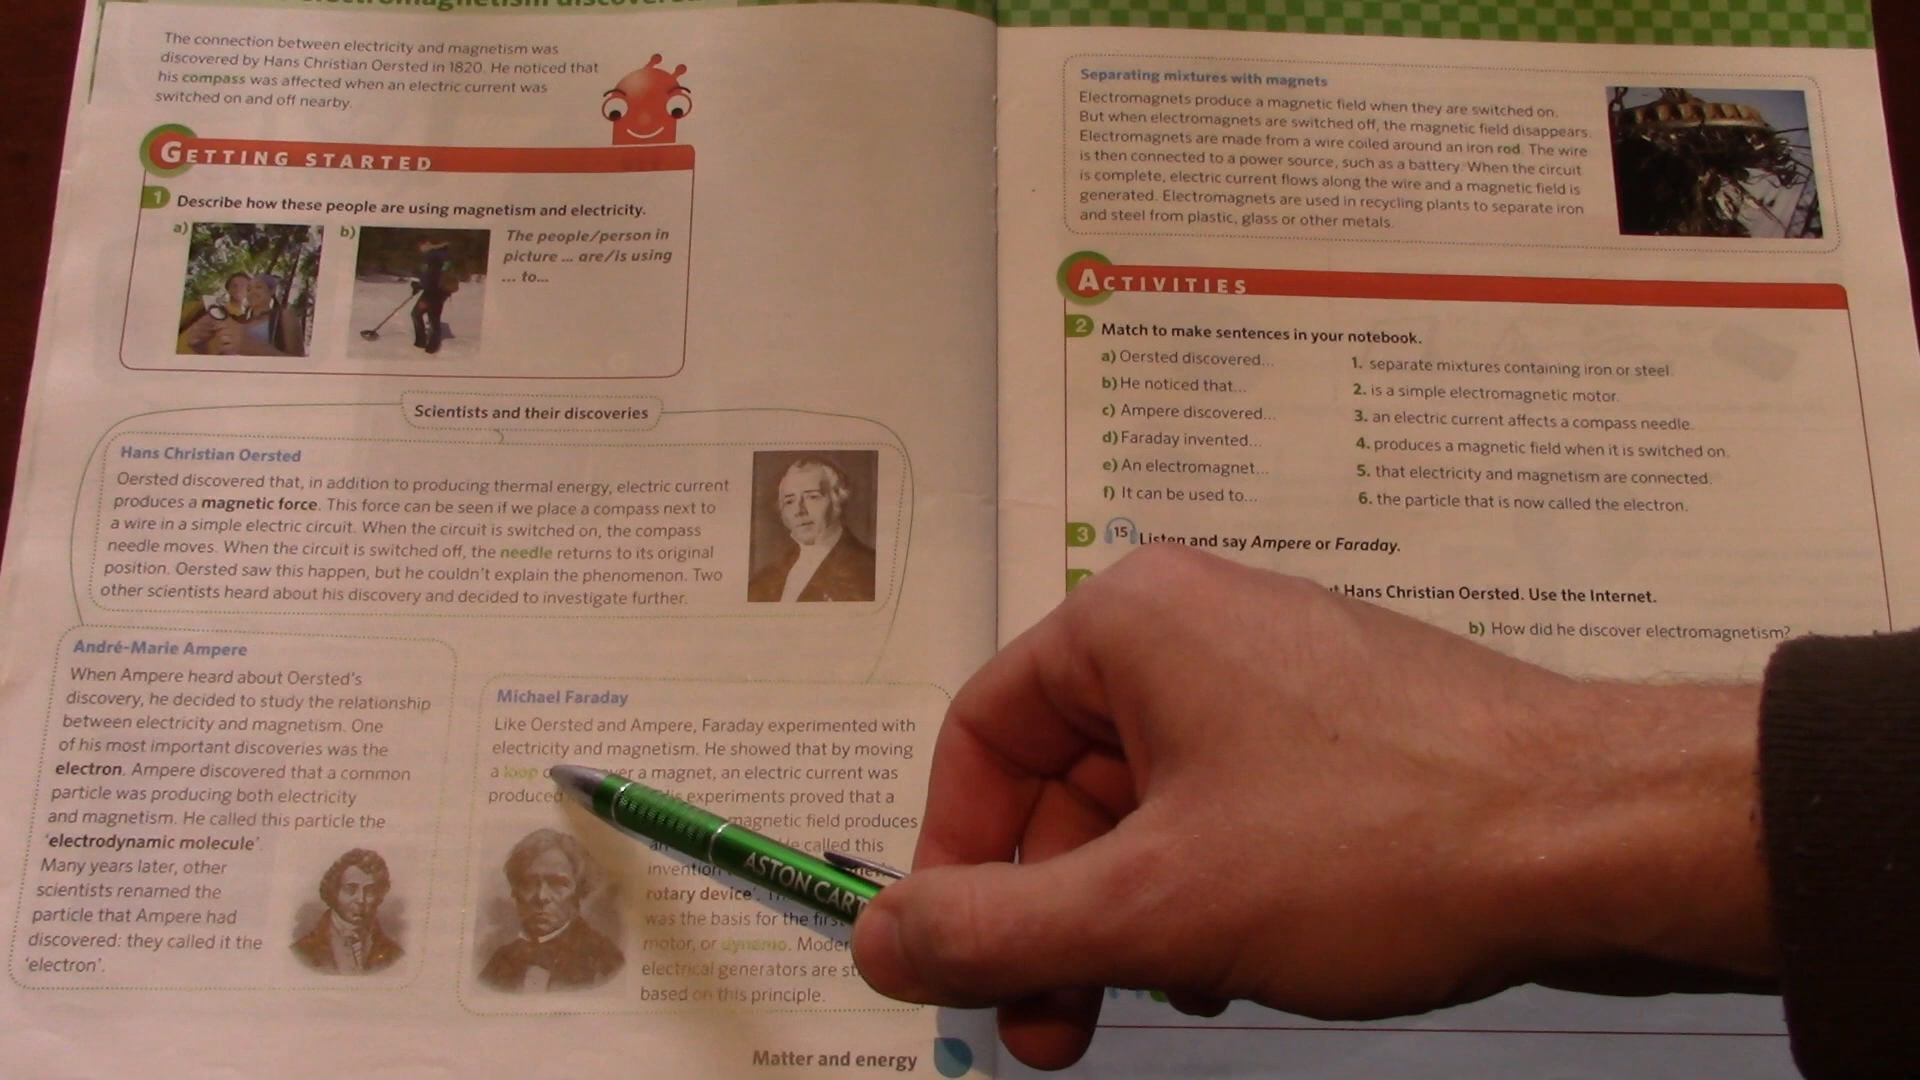 electromagnetism
The connection between electricity and magnetism was
discovered by Hans Christian Oersted in 1820. He noticed that
his compass was affected when an electric current was
switched on and off nearby.
GETTING STARTED
1 Describe how these people are using magnetism and electricity.
a)
b)
The people/person in
picture ... are/is using
... to...
Scientists and their discoveries
Hans Christian Oersted
Oersted discovered that, in addition to producing thermal energy, electric current
produces a magnetic force. This force can be seen if we place a compass next to
a wire in a simple electric circuit. When the circuit is switched on, the compass
needle moves. When the circuit is switched off, the needle returns to its original
position. Oersted saw this happen, but he couldn't explain the phenomenon. Two
other scientists heard about his discovery and decided to investigate further.
André-Marie Ampere
When Ampere heard about Oersted's
discovery, he decided to study the relationship
between electricity and magnetism. One
of his most important discoveries was the
electron. Ampere discovered that a common
particle was producing both electricity
and magnetism. He called this particle the
'electrodynamic molecule'.
Many years later, other
scientists renamed the
particle that Ampere had
discovered: they called it the
'electron'.
Michael Faraday
Like Oersted and Ampere, Faraday experimented with
electricity and magnetism. He showed that by moving
a loop a magnet, an electric current was
produced experiments proved that a
magnetic field produces
called this
invention
rotary device'.
was the basis for the first
motor, or dynamo.
electrical generators are
based on this principle.
ASTON CART
Matter and energy
Separating mixtures with magnets
Electromagnets produce a magnetic field when they are switched on.
But when electromagnets are switched off, the magnetic field disappears.
Electromagnets are made from a wire coiled around an iron rod. The wire
is then connected to a power source, such as a battery. When the circuit
is complete, electric current flows along the wire and a magnetic field is
generated. Electromagnets are used in recycling plants to separate iron
and steel from plastic, glass or other metals.
ACTIVITIES
2 Match to make sentences in your notebook.
a) Oersted discovered...
b) He noticed that...
c) Ampere discovered...
d) Faraday invented...
e) An electromagnet...
f) It can be used to...
1. separate mixtures containing iron or steel.
2. is a simple electromagnetic motor.
3. an electric current affects a compass needle.
4. produces a magnetic field when it is switched on.
5. that electricity and magnetism are connected.
6. the particle that is now called the electron.
3 15 Listen and say Ampere or Faraday.
Hans Christian Oersted. Use the Internet.
b) How did he discover electromagnetism?